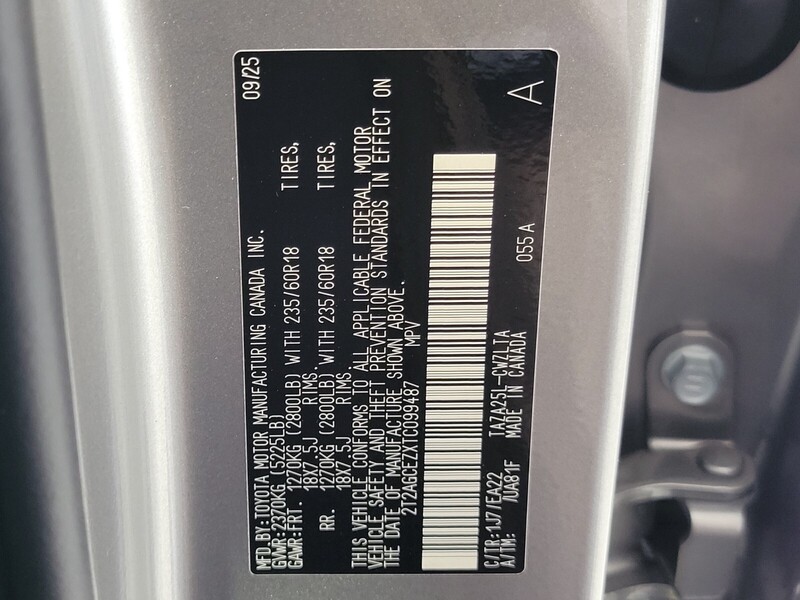 MFD.BY:TOYOTA MOTOR MANUFACTURING CANADA INC. 09/25
GVWR:2370KG (5225LB)
GAWR:FRT. 1270KG (2800LB) WITH 235/60R18 TIRES,
18X7.5J RIMS.
RR. 1270KG (2800LB) WITH 235/60R18 TIRES,
18X7.5J RIMS.
THIS VEHICLE CONFORMS TO ALL APPLICABLE FEDERAL MOTOR
VEHICLE SAFETY AND THEFT PREVENTION STANDARDS IN EFFECT ON
THE DATE OF MANUFACTURE SHOWN ABOVE.
2T2AGCEZXTC099487 MPV
C/TR:1J7/EA22 TAZA25L-CWZLTA
A/TM: /UA81F MADE IN CANADA
055A
A